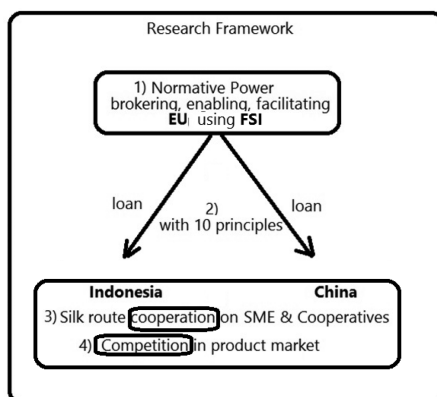 Research Framework
1) Normative Power
brokering, enabling, facilitating
EU using FSI
loan
2)
loan
with 10 principles
Indonesia China
3) Silk route cooperation on SME & Cooperatives
4) Competition in product market